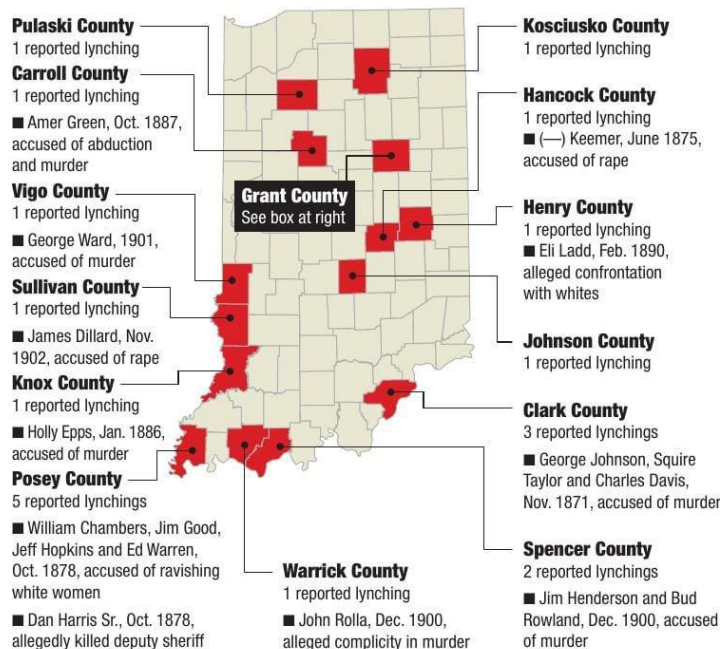 Pulaski County
1 reported lynching
Carroll County
1 reported lynching
■ Amer Green, Oct. 1887,
accused of abduction
and murder
Vigo County
1 reported lynching
■ George Ward, 1901,
accused of murder
Sullivan County
1 reported lynching
■ James Dillard, Nov.
1902, accused of rape
Knox County
1 reported lynching
■ Holly Epps, Jan. 1886,
accused of murder
Posey County
5 reported lynchings
■ William Chambers, Jim Good,
Jeff Hopkins and Ed Warren,
Oct. 1878, accused of ravishing
white women
■ Dan Harris Sr., Oct. 1878,
allegedly killed deputy sheriff
Grant County
See box at right
Warrick County
1 reported lynching
■ John Rolla, Dec. 1900,
alleged complicity in murder
Kosciusko County
1 reported lynching
Hancock County
1 reported lynching
■ (—) Keemer, June 1875,
accused of rape
Henry County
1 reported lynching
■ Eli Ladd, Feb. 1890,
alleged confrontation
with whites
Johnson County
1 reported lynching
Clark County
3 reported lynchings
■ George Johnson, Squire
Taylor and Charles Davis,
Nov. 1871, accused of murder
Spencer County
2 reported lynchings
■ Jim Henderson and Bud
Rowland, Dec. 1900, accused
of murder